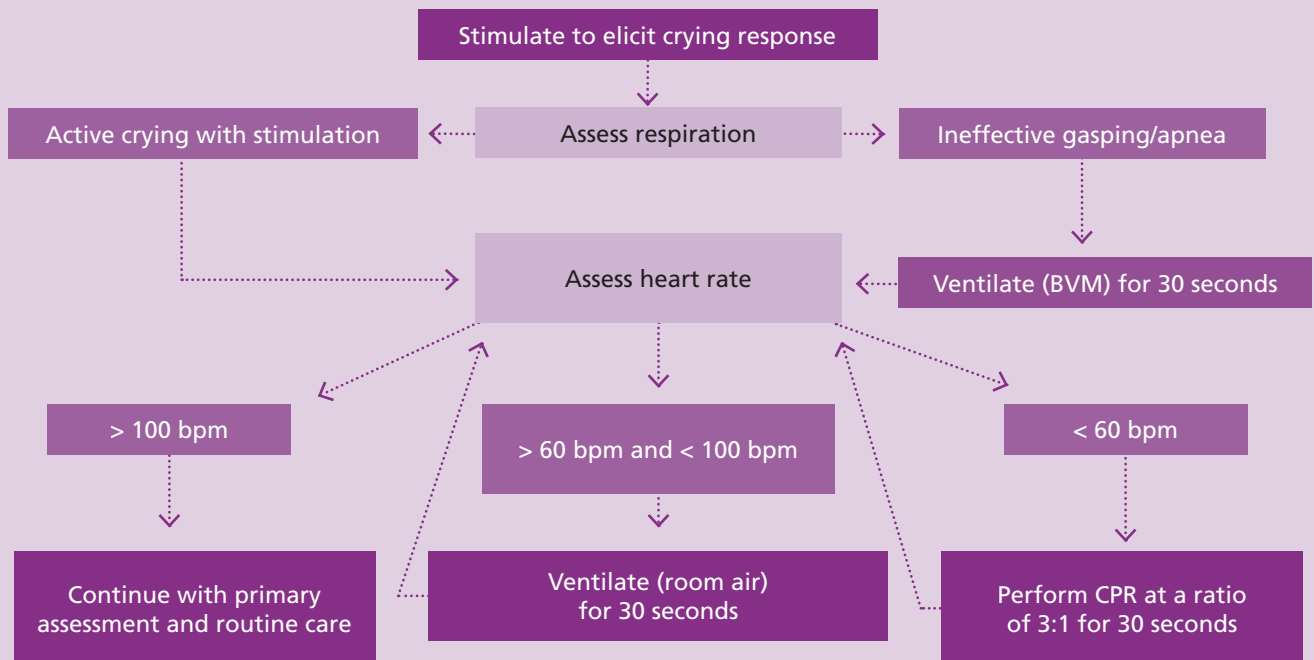 Stimulate to elicit crying response
Active crying with stimulation
Assess respiration
Ineffective gasping/apnea
Assess heart rate
Ventilate (BVM) for 30 seconds
> 100 bpm
> 60 bpm and < 100 bpm
< 60 bpm
Continue with primary
assessment and routine care
Ventilate (room air)
for 30 seconds
Perform CPR at a ratio
of 3:1 for 30 seconds